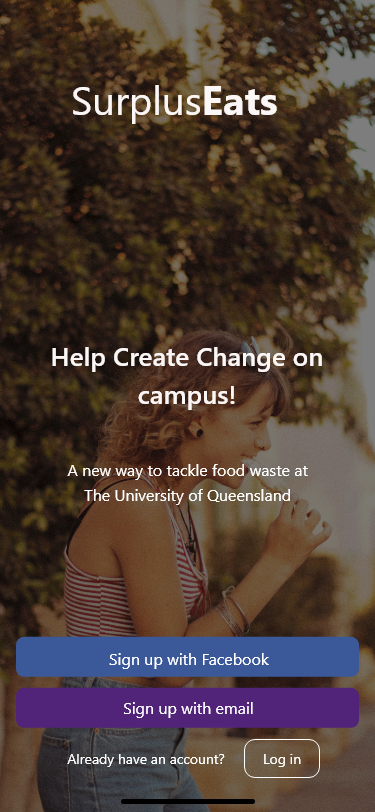 SurplusEats
Help Create Change on
campus!
A new way to tackle food waste at
The University of Queensland
Sign up with Facebook
Sign up with email
Already have an account? Log in